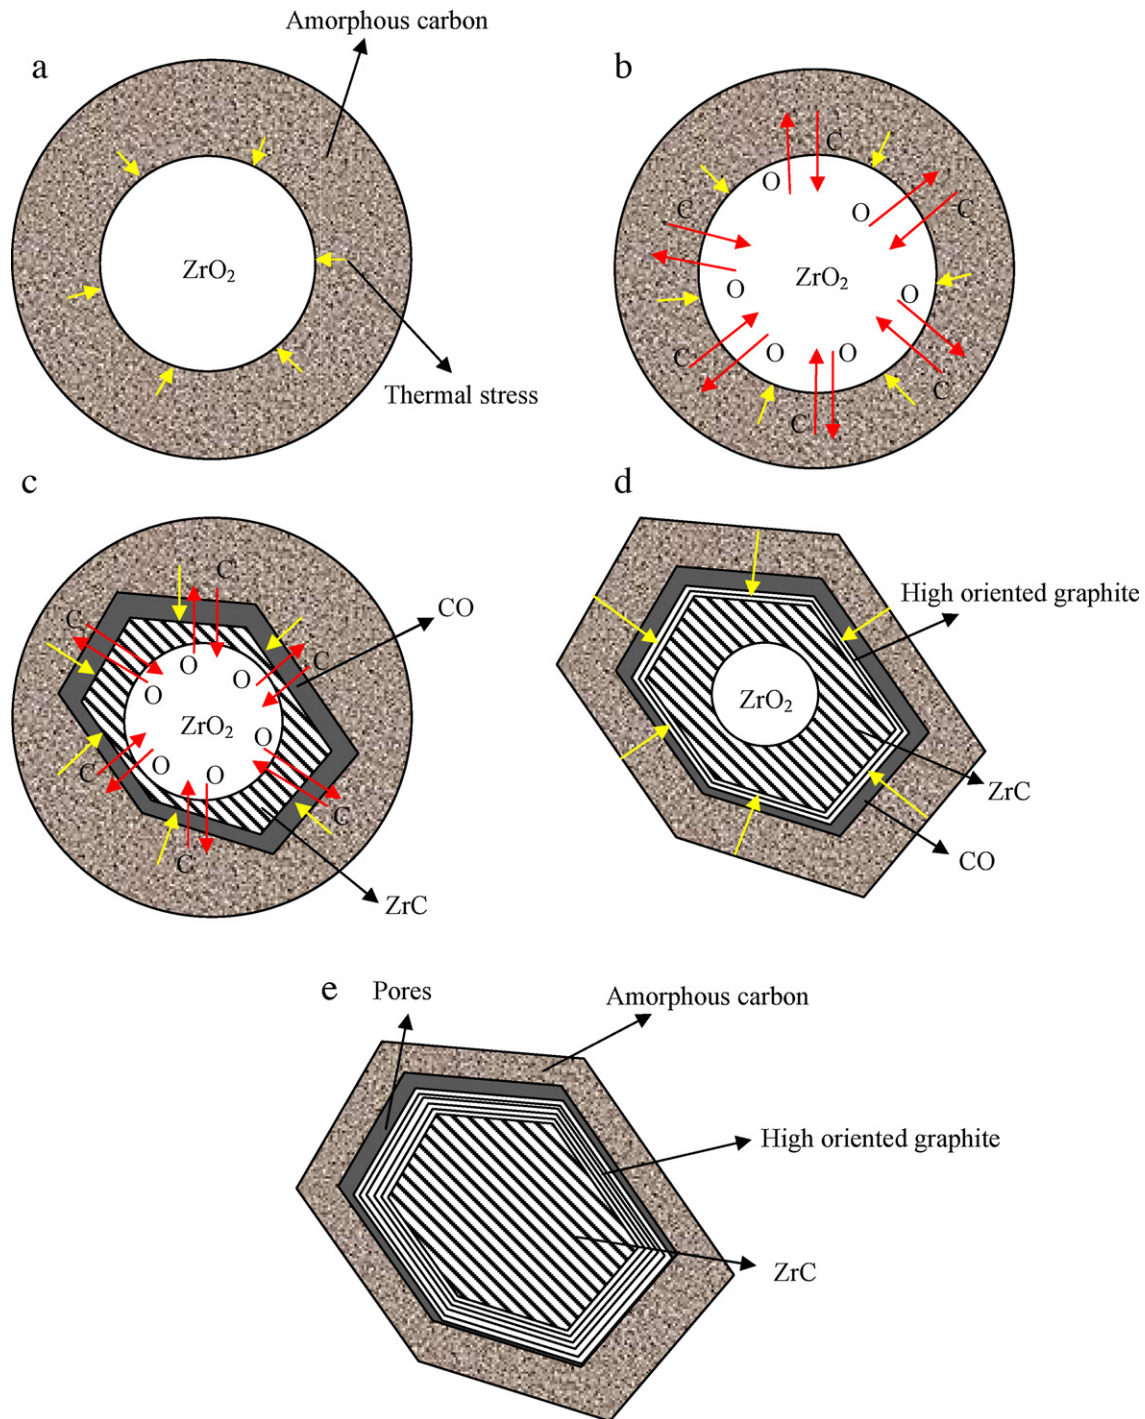 Amorphous carbon
a
ZrO₂
Thermal stress
b
C
O
O
C
C
O
ZrO₂
O
O
O
C
C
C
c
C
C
O
O
O
C
CO
ZrO₂
O
C
O
O
C
C
ZrC
d
High oriented graphite
ZrO₂
ZrC
CO
e
Pores
Amorphous carbon
High oriented graphite
ZrC